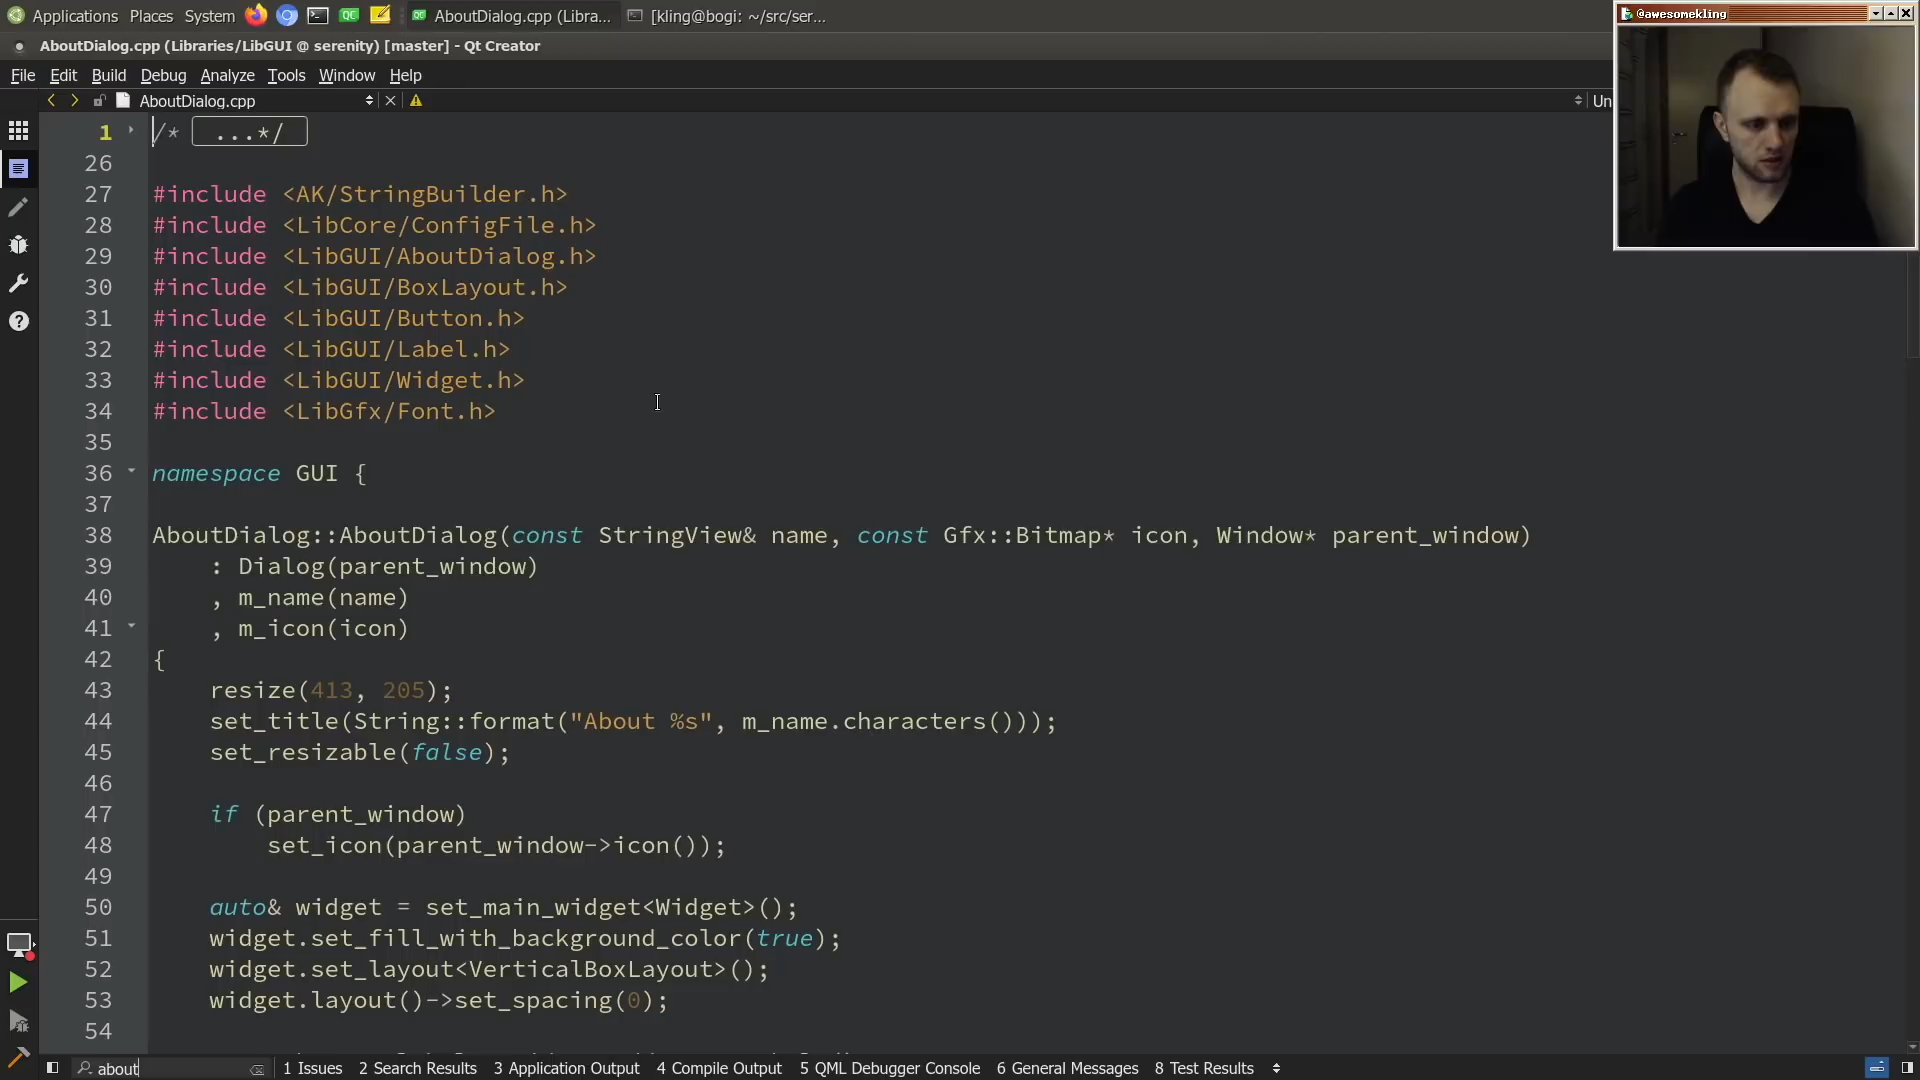 Applications Places System AboutDialog.cpp (Libra... [kling@bogi: ~/src/ser...
@awesomekling
AboutDialog.cpp (Libraries/LibGUI @ serenity) [master] - Qt Creator
File Edit Build Debug Analyze Tools Window Help
AboutDialog.cpp Un
1 /* ...*/
26
27 #include <AK/StringBuilder.h>
28 #include <LibCore/ConfigFile.h>
29 #include <LibGUI/AboutDialog.h>
30 #include <LibGUI/BoxLayout.h>
31 #include <LibGUI/Button.h>
32 #include <LibGUI/Label.h>
33 #include <LibGUI/Widget.h>
34 #include <LibGfx/Font.h>
35
36 namespace GUI {
37
38 AboutDialog::AboutDialog(const StringView& name, const Gfx::Bitmap* icon, Window* parent_window)
39 : Dialog(parent_window)
40 , m_name(name)
41 , m_icon(icon)
42 {
43 resize(413, 205);
44 set_title(String::format("About %s", m_name.characters()));
45 set_resizable(false);
46
47 if (parent_window)
48 set_icon(parent_window->icon());
49
50 auto& widget = set_main_widget<Widget>();
51 widget.set_fill_with_background_color(true);
52 widget.set_layout<VerticalBoxLayout>();
53 widget.layout()->set_spacing(0);
54
about 1 Issues 2 Search Results 3 Application Output 4 Compile Output 5 QML Debugger Console 6 General Messages 8 Test Results